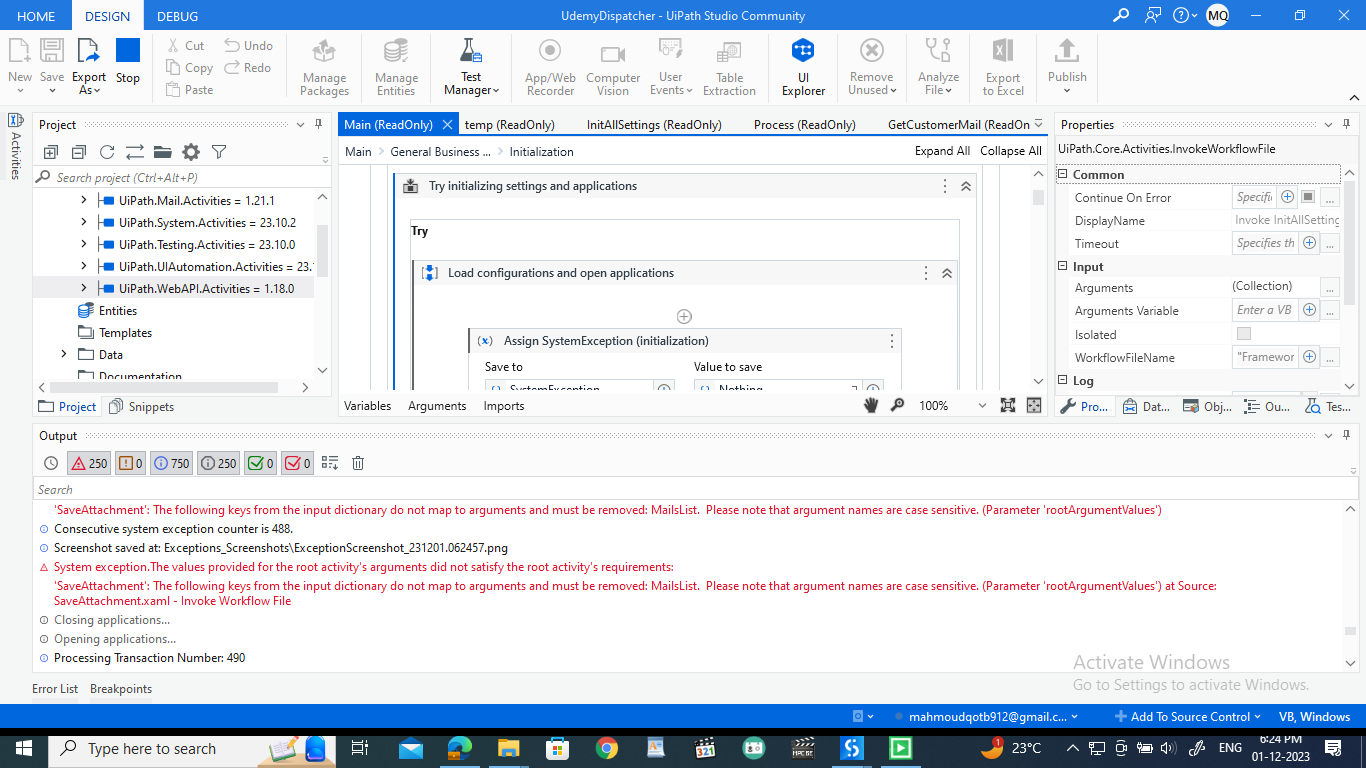 HOME DESIGN DEBUG UdemyDispatcher - UiPath Studio Community MQ
New Save Export As Stop Cut Copy Paste Undo Redo Manage Packages Manage Entities Test Manager App/Web Recorder Computer Vision User Events Table Extraction UI Explorer Remove Unused Analyze File Export to Excel Publish
Activities
Project
Search project (Ctrl+Alt+P)
UiPath.Mail.Activities = 1.21.1
UiPath.System.Activities = 23.10.2
UiPath.Testing.Activities = 23.10.0
UiPath.UIAutomation.Activities = 23.
UiPath.WebAPI.Activities = 1.18.0
Entities
Templates
Data
Documentation
Project Snippets
Main (ReadOnly) temp (ReadOnly) InitAllSettings (ReadOnly) Process (ReadOnly) GetCustomerMail (ReadOn
Main General Business ... Initialization Expand All Collapse All
Try initializing settings and applications
Try
Load configurations and open applications
(x) Assign SystemException (initialization)
Save to Value to save
SystemException Nothing
Variables Arguments Imports 100%
Properties
UiPath.Core.Activities.InvokeWorkflowFile
Common
Continue On Error Specifi ...
DisplayName Invoke InitAllSetting
Timeout Specifies th ...
Input
Arguments (Collection) ...
Arguments Variable Enter a VB ...
Isolated
WorkflowFileName "Framewor ...
Log
Pro... Dat... Obj... Ou... Tes...
Output
250 0 750 250 0 0
Search
'SaveAttachment': The following keys from the input dictionary do not map to arguments and must be removed: MailsList.  Please note that argument names are case sensitive. (Parameter 'rootArgumentValues')
Consecutive system exception counter is 488.
Screenshot saved at: Exceptions_Screenshots\ExceptionScreenshot_231201.062457.png
System exception.The values provided for the root activity's arguments did not satisfy the root activity's requirements:
'SaveAttachment': The following keys from the input dictionary do not map to arguments and must be removed: MailsList.  Please note that argument names are case sensitive. (Parameter 'rootArgumentValues') at Source:
SaveAttachment.xaml - Invoke Workflow File
Closing applications...
Opening applications...
Processing Transaction Number: 490
Activate Windows
Go to Settings to activate Windows.
Error List Breakpoints
mahmoudqotb912@gmail.c... Add To Source Control VB, Windows
Type here to search 321 1 23°C ENG 6:24 PM
01-12-2023